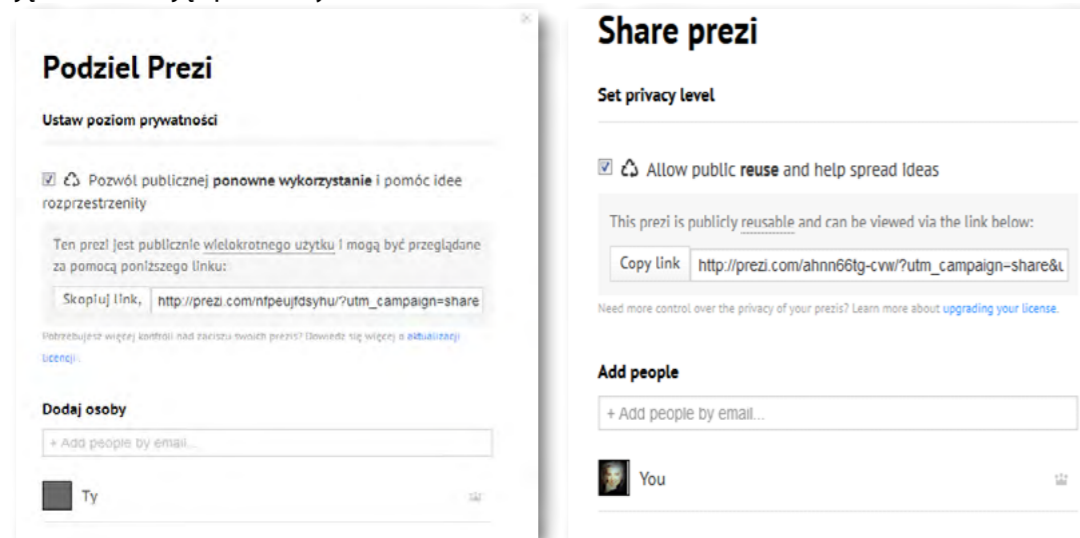 Podziel Prezi
Ustaw poziom prywatności
Pozwól publicznej ponowne wykorzystanie i pomóc idee
rozprzestrzeniły
Ten prezi jest publicznie wielokrotnego użytku i mogą być przeglądane
za pomocą poniższego linku:
Skopiuj link, http://prezi.com/nfpeujfdsyhu/?utm_campaign=share
Potrzebujesz więcej kontroli nad zaciszu swoich prezis? Dowiedz się więcej o aktualizacji
licencji.
Dodaj osoby
+ Add people by email...
Ty
Share prezi
Set privacy level
Allow public reuse and help spread ideas
This prezi is publicly reusable and can be viewed via the link below:
Copy link http://prezi.com/ahnn66tg-cvw/?utm_campaign=share&u
Need more control over the privacy of your prezis? Learn more about upgrading your license.
Add people
+ Add people by email...
You